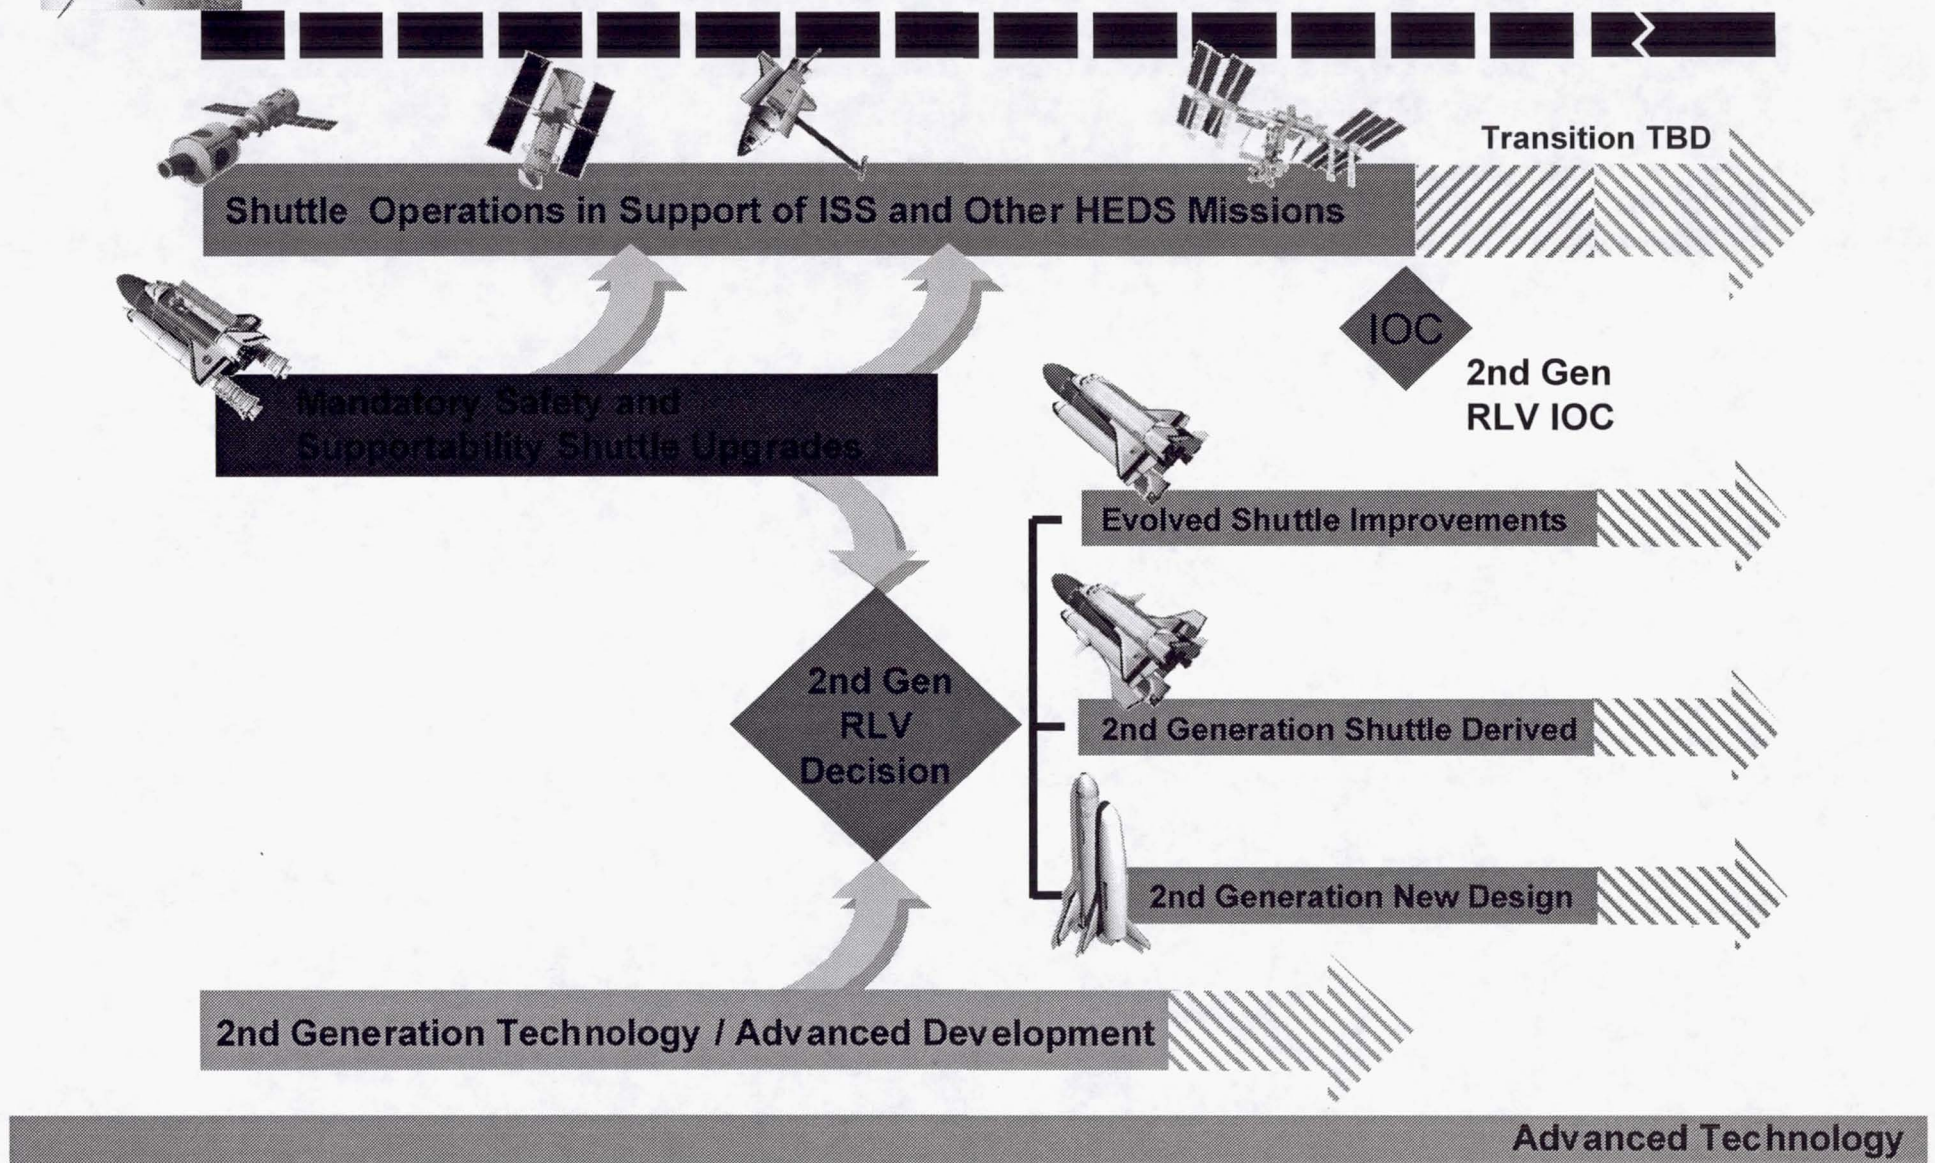 Transition TBD
Shuttle Operations in Support of ISS and Other HEDS Missions
IOC
2nd Gen
RLV IOC
Mandatory Safety and
Supportability Shuttle Upgrades
Evolved Shuttle Improvements
2nd Gen
RLV
Decision
2nd Generation Shuttle Derived
2nd Generation New Design
2nd Generation Technology / Advanced Development
Advanced Technology